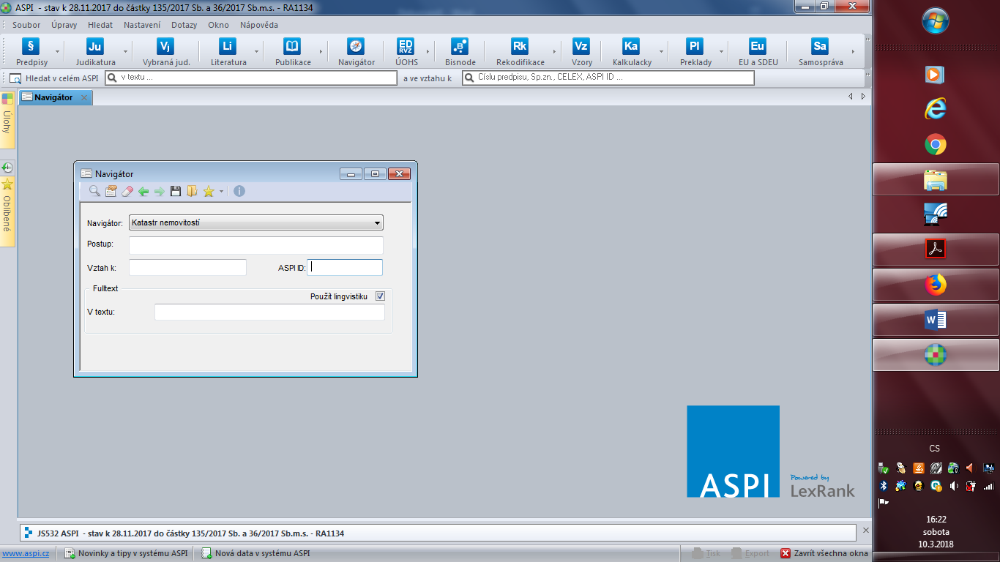 ASPI - stav k 28.11.2017 do částky 135/2017 Sb. a 36/2017 Sb.m.s. - RA1134
Soubor Úpravy Hledat Nastavení Dotazy Okno Nápověda
§ Ju Vj Li ED RVZ B Rk Vz Ka Pl Eu Sa
Předpisy Judikatura Vybraná jud. Literatura Publikace Navigátor ÚOHS Bisnode Rekodifikace Vzory Kalkulacky Preklady EU a SDEU Samospráva
Hledat v celém ASPI v textu ... a ve vztahu k Číslu predpisu, Sp.zn., CELEX, ASPI ID ...
Navigátor
Úlohy
Oblíbené
Navigátor
Navigátor: Katastr nemovitostí
Postup:
Vztah k: ASPI ID:
Fulltext
Použít lingvistiku
V textu:
ASPI
Powered by
LexRank
JS532 ASPI - stav k 28.11.2017 do částky 135/2017 Sb. a 36/2017 Sb.m.s. - RA1134
www.aspi.cz Novinky a tipy v systému ASPI Nová data v systému ASPI Tisk Export Zavřít všechna okna
W
CS
16:22
sobota
10.3.2018